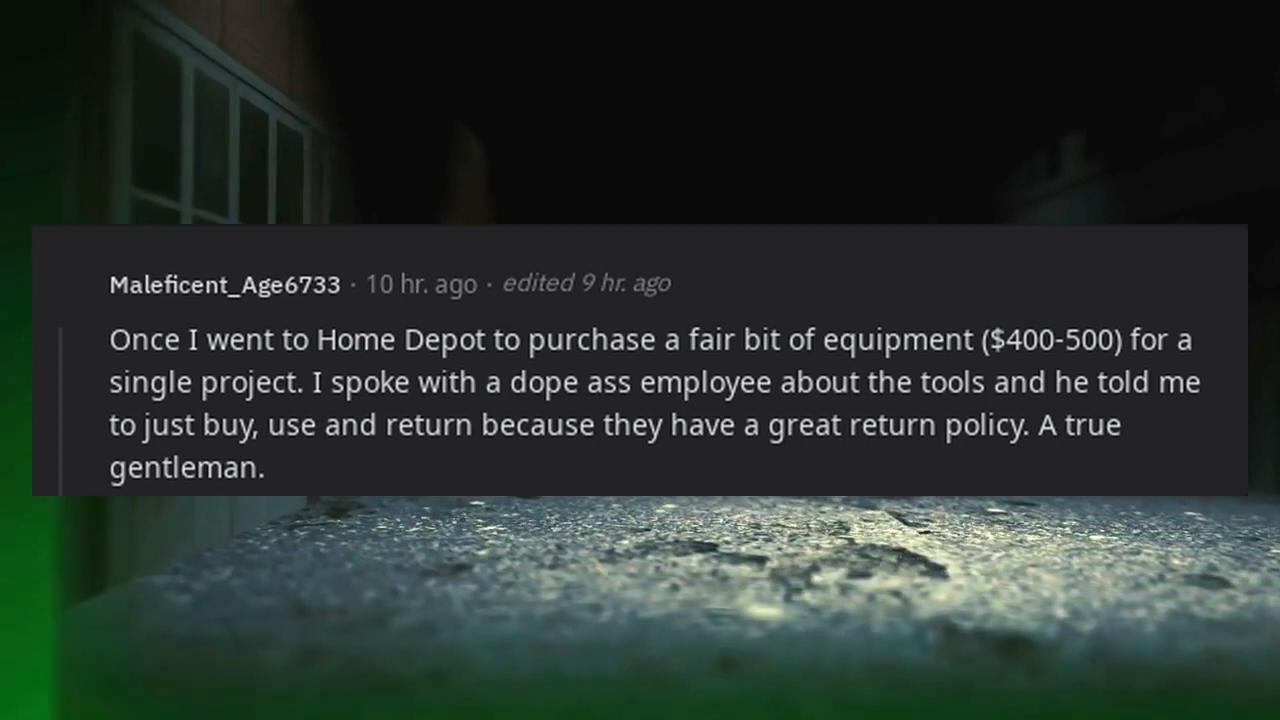 Maleficent_Age6733 · 10 hr. ago · edited 9 hr. ago
Once I went to Home Depot to purchase a fair bit of equipment ($400-500) for a
single project. I spoke with a dope ass employee about the tools and he told me
to just buy, use and return because they have a great return policy. A true
gentleman.